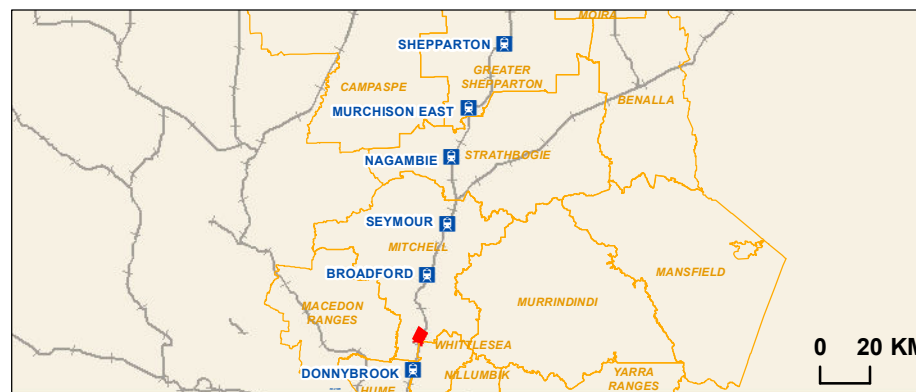 MOIRA
SHEPPARTON
GREATER
SHEPPARTON
CAMPASPE
BENALLA
MURCHISON EAST
NAGAMBIE
STRATHBOGIE
SEYMOUR
MITCHELL
BROADFORD
MANSFIELD
MURRINDINDI
MACEDON
RANGES
WHITTLESEA
0 20 KM
DONNYBROOK
NILLUMBIK
YARRA
RANGES
HUME